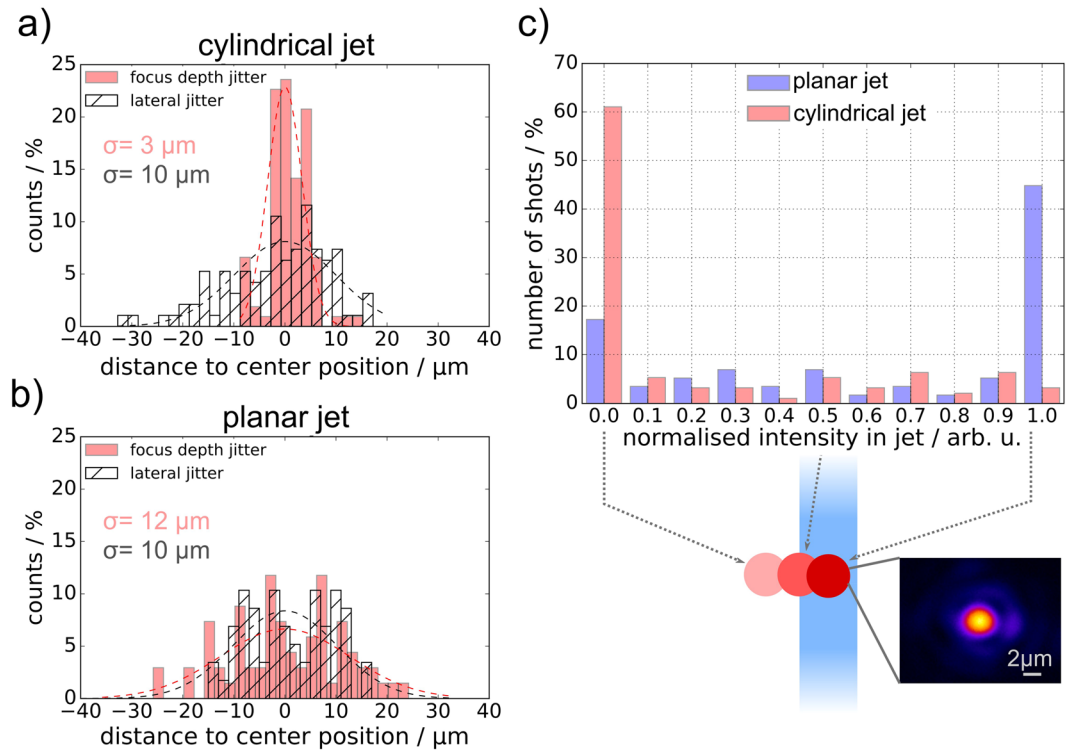 a)
cylindrical jet
25
20
15
10
5
0
counts / %
focus depth jitter
lateral jitter
σ= 3 µm
σ= 10 µm
−40 −30 −20 −10 0 10 20 30 40
distance to center position / µm
b)
planar jet
25
20
15
10
5
0
counts / %
focus depth jitter
lateral jitter
σ= 12 µm
σ= 10 µm
−40 −30 −20 −10 0 10 20 30 40
distance to center position / µm
c)
70
60
50
40
30
20
10
0
number of shots / %
planar jet
cylindrical jet
0.0 0.1 0.2 0.3 0.4 0.5 0.6 0.7 0.8 0.9 1.0
normalised intensity in jet / arb. u.
2µm